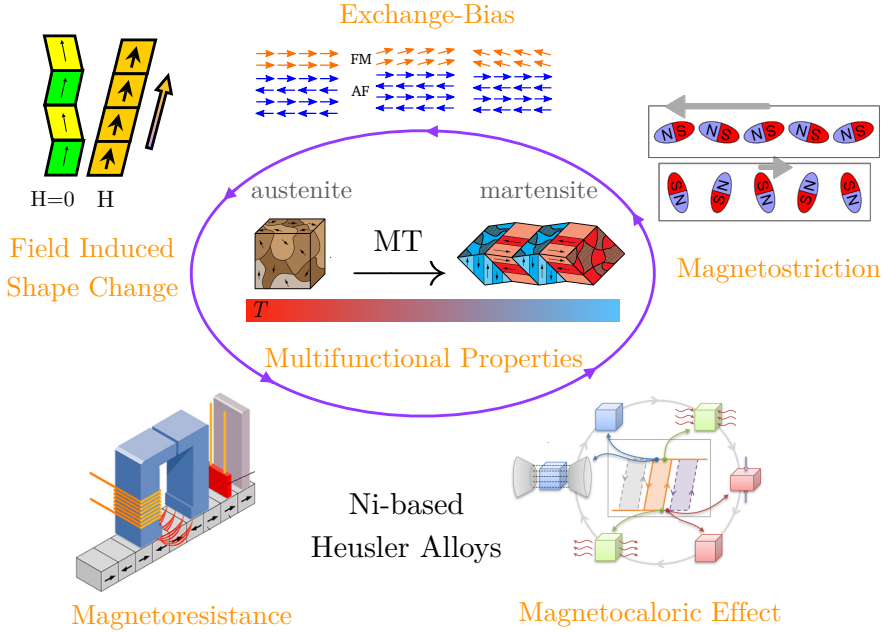 Exchange-Bias
FM
AF
H=0 H
Field Induced
Shape Change
austenite
martensite
MT
T
Multifunctional Properties
N S N S N S N S N S
S N N S S N N S S N
Magnetostriction
Magnetoresistance
Ni-based
Heusler Alloys
Magnetocaloric Effect